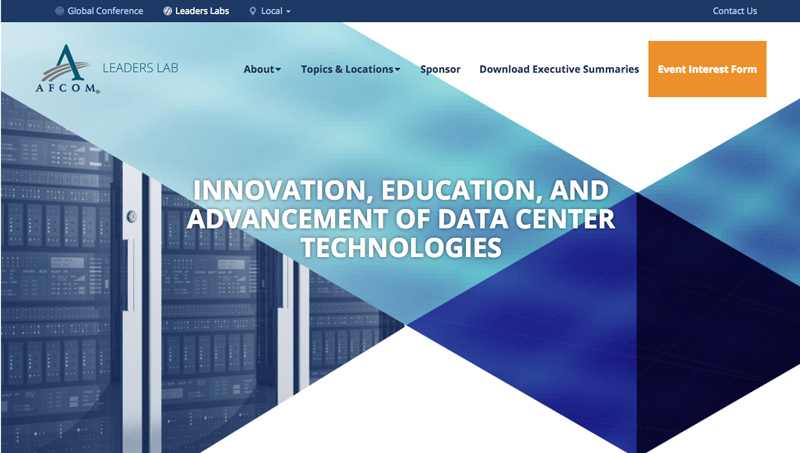 Global Conference
Leaders Labs
Local
Contact Us
AFCOM®
LEADERS LAB
About
Topics & Locations
Sponsor
Download Executive Summaries
Event Interest Form
INNOVATION, EDUCATION, AND
ADVANCEMENT OF DATA CENTER
TECHNOLOGIES